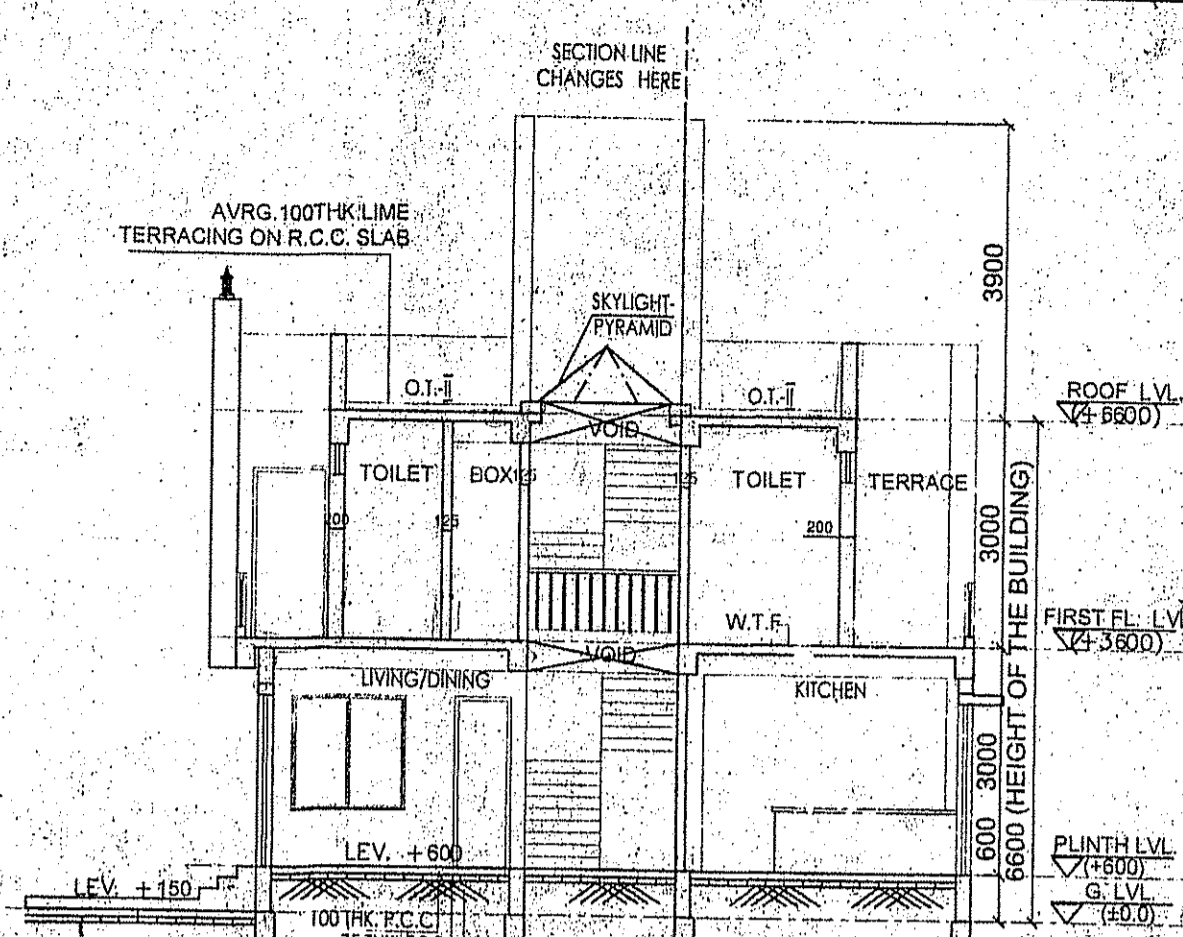 SECTION LINE
CHANGES HERE
AVRG. 100THK. LIME
TERRACING ON R.C.C. SLAB
3900
SKYLIGHT-
PYRAMID
O.T.-II
O.T.-II
ROOF LVL.
(+6600)
VOID
TOILET
BOX
125
125
TOILET
TERRACE
200
125
200
3000
6600 (HEIGHT OF THE BUILDING)
W.T.F.
FIRST FL. LVL
(+3600)
VOID
LIVING/DINING
KITCHEN
3000
600
LEV. +600
PLINTH LVL.
(+600)
LEV. +150
G. LVL
(±0.0)
100 THK. P.C.C